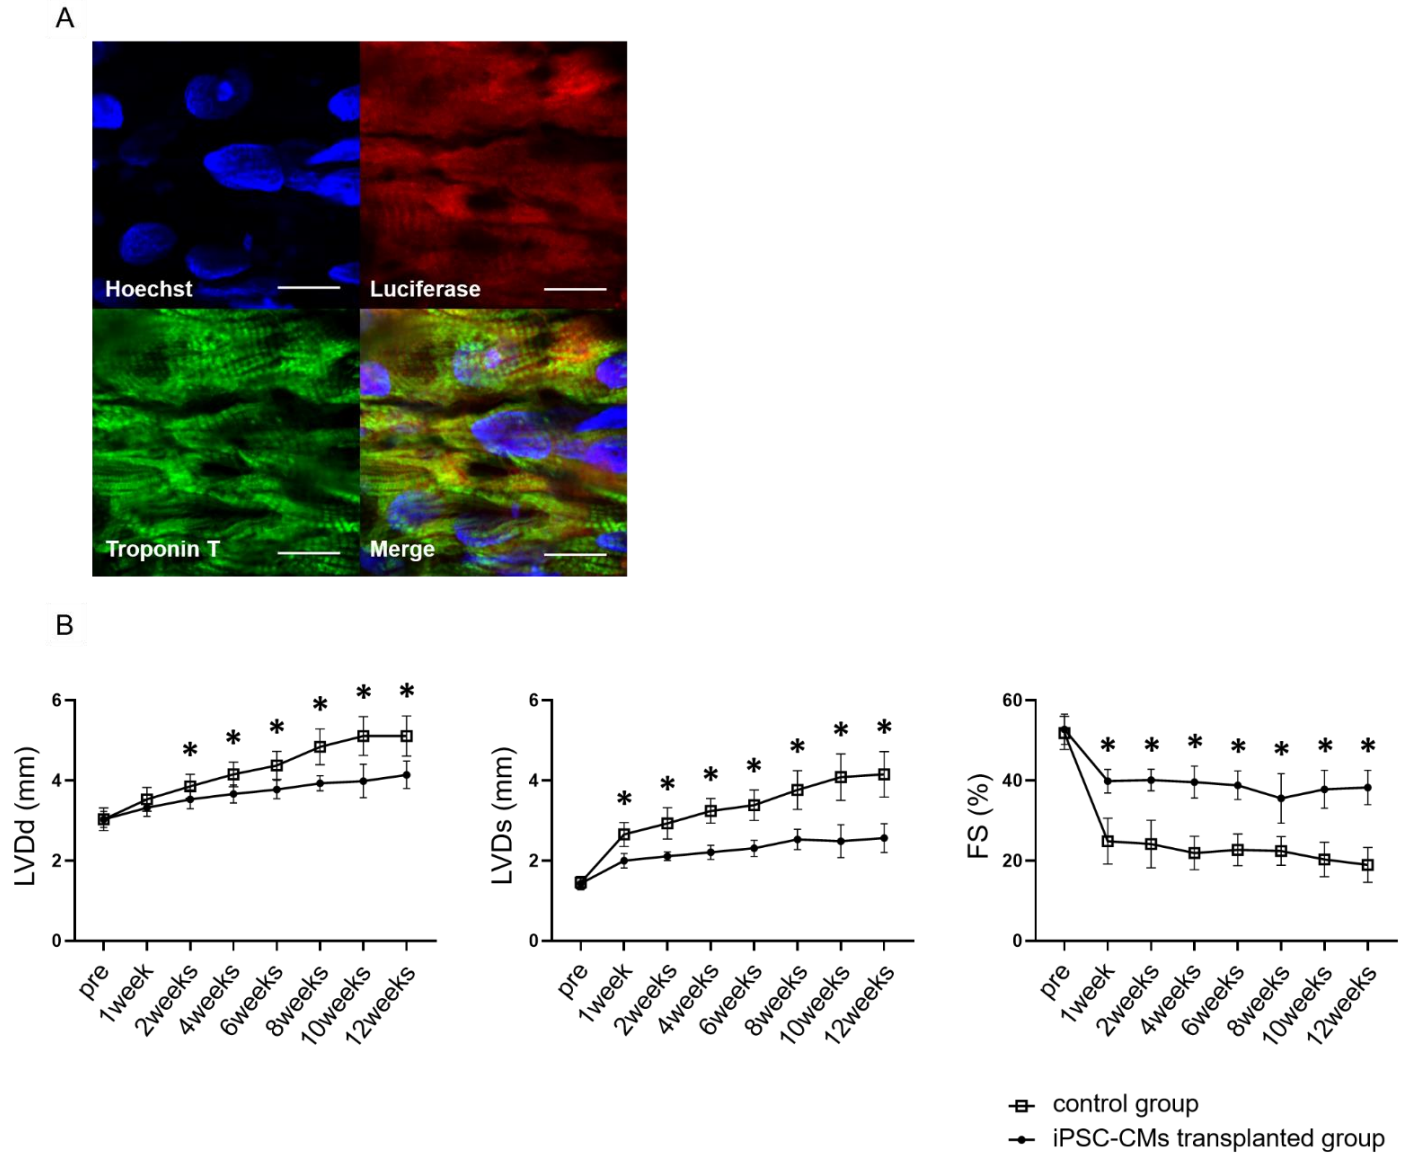 A
Hoechst
Luciferase
Troponin T
Merge
B
LVDd (mm)
6
4
2
0
pre
1week
2weeks
4weeks
6weeks
8weeks
10weeks
12weeks
* * * * * *
LVDs (mm)
6
4
2
0
pre
1week
2weeks
4weeks
6weeks
8weeks
10weeks
12weeks
* * * * * * *
FS (%)
60
40
20
0
pre
1week
2weeks
4weeks
6weeks
8weeks
10weeks
12weeks
* * * * * * *
control group
iPSC-CMs transplanted group